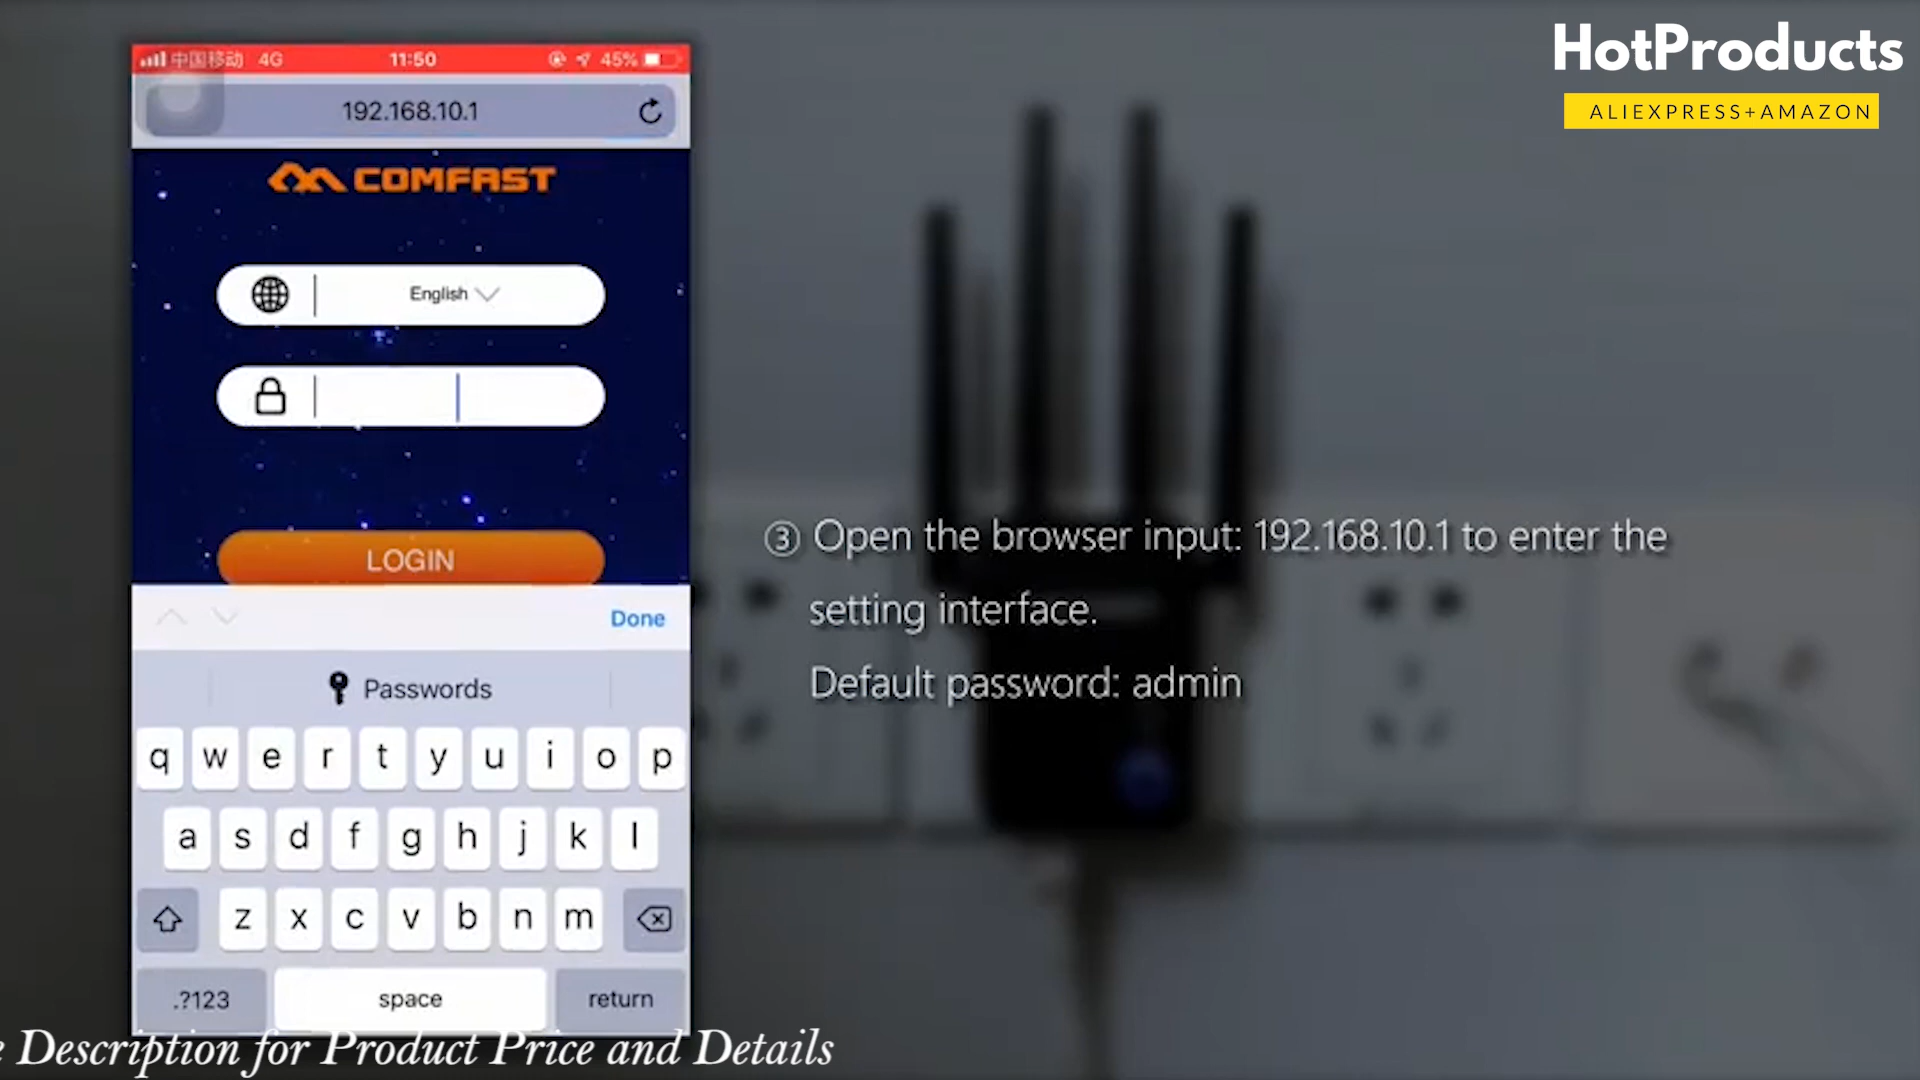 HotProducts
ALIEXPRESS+AMAZON
中国移动 4G 11:50 45%
192.168.10.1
COMFAST
English
LOGIN
Done
Passwords
q w e r t y u i o p
a s d f g h j k l
z x c v b n m
.?123 space return
③ Open the browser input: 192.168.10.1 to enter the
setting interface.
Default password: admin
Description for Product Price and Details